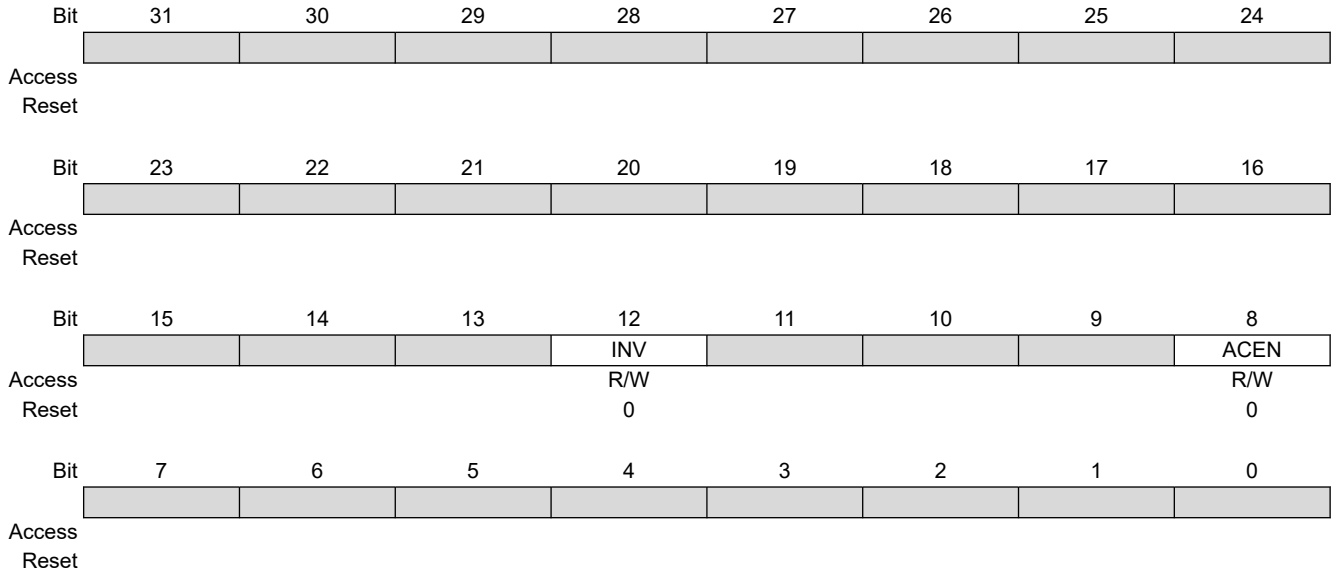 Bit 31 30 29 28 27 26 25 24
Access
Reset
Bit 23 22 21 20 19 18 17 16
Access
Reset
Bit 15 14 13 12 11 10 9 8
INV ACEN
Access R/W R/W
Reset 0 0
Bit 7 6 5 4 3 2 1 0
Access
Reset